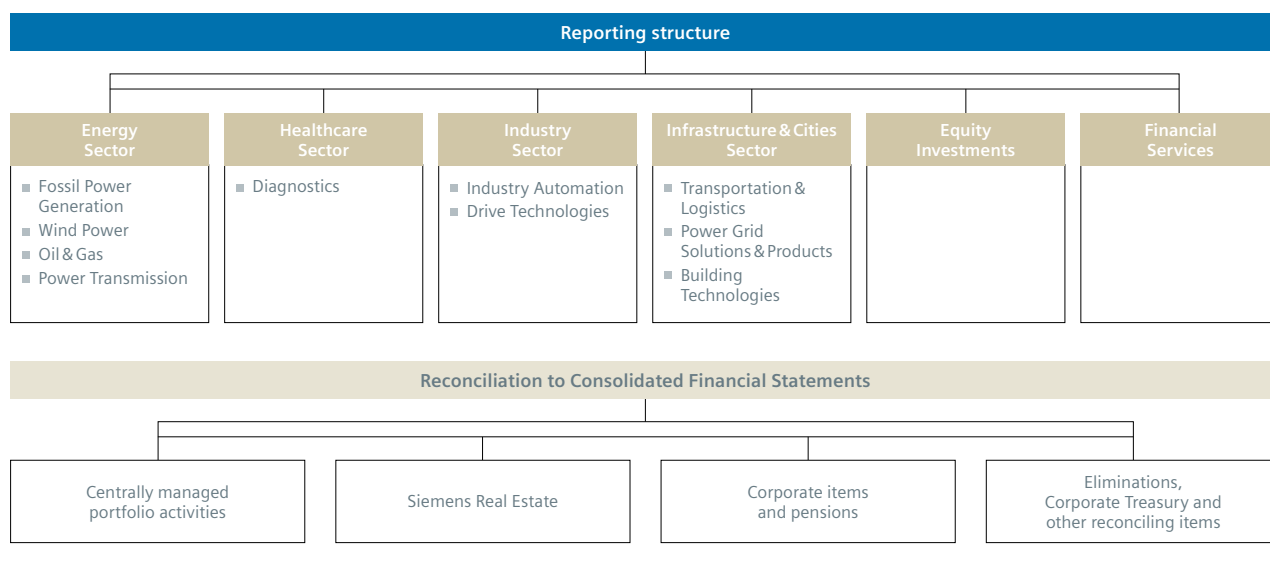 Reporting structure
Energy
Sector
Healthcare
Sector
Industry
Sector
Infrastructure & Cities
Sector
Equity
Investments
Financial
Services
Fossil Power
Generation
Wind Power
Oil & Gas
Power Transmission
Diagnostics
Industry Automation
Drive Technologies
Transportation &
Logistics
Power Grid
Solutions & Products
Building
Technologies
Reconciliation to Consolidated Financial Statements
Centrally managed
portfolio activities
Siemens Real Estate
Corporate items
and pensions
Eliminations,
Corporate Treasury and
other reconciling items